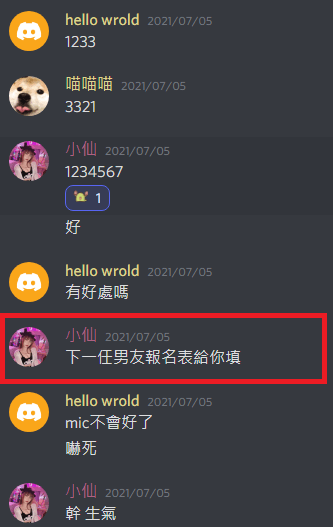 hello wrold 2021/07/05
1233
喵喵喵 2021/07/05
3321
小仙 2021/07/05
1234567
1
好
hello wrold 2021/07/05
有好處嗎
小仙 2021/07/05
下一任男友報名表給你填
hello wrold 2021/07/05
mic不會好了
嚇死
小仙 2021/07/05
幹 生氣